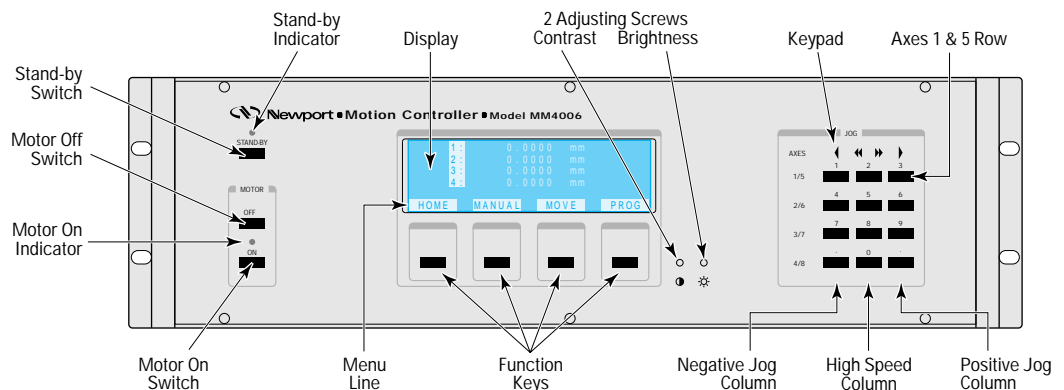 Stand-by
Indicator
Display
2 Adjusting Screws
Contrast Brightness
Keypad
Axes 1 & 5 Row
Stand-by
Switch
Motor Off
Switch
Motor On
Indicator
Newport Motion Controller Model MM4006
STAND-BY
MOTOR
OFF
ON
1: 0.0000 mm
2: 0.0000 mm
3: 0.0000 mm
4: 0.0000 mm
HOME MANUAL MOVE PROG
JOG
AXES
1 2 3
1/5
4 5 6
2/6
7 8 9
3/7
- 0 .
4/8
Motor On
Switch
Menu
Line
Function
Keys
Negative Jog
Column
High Speed
Column
Positive Jog
Column